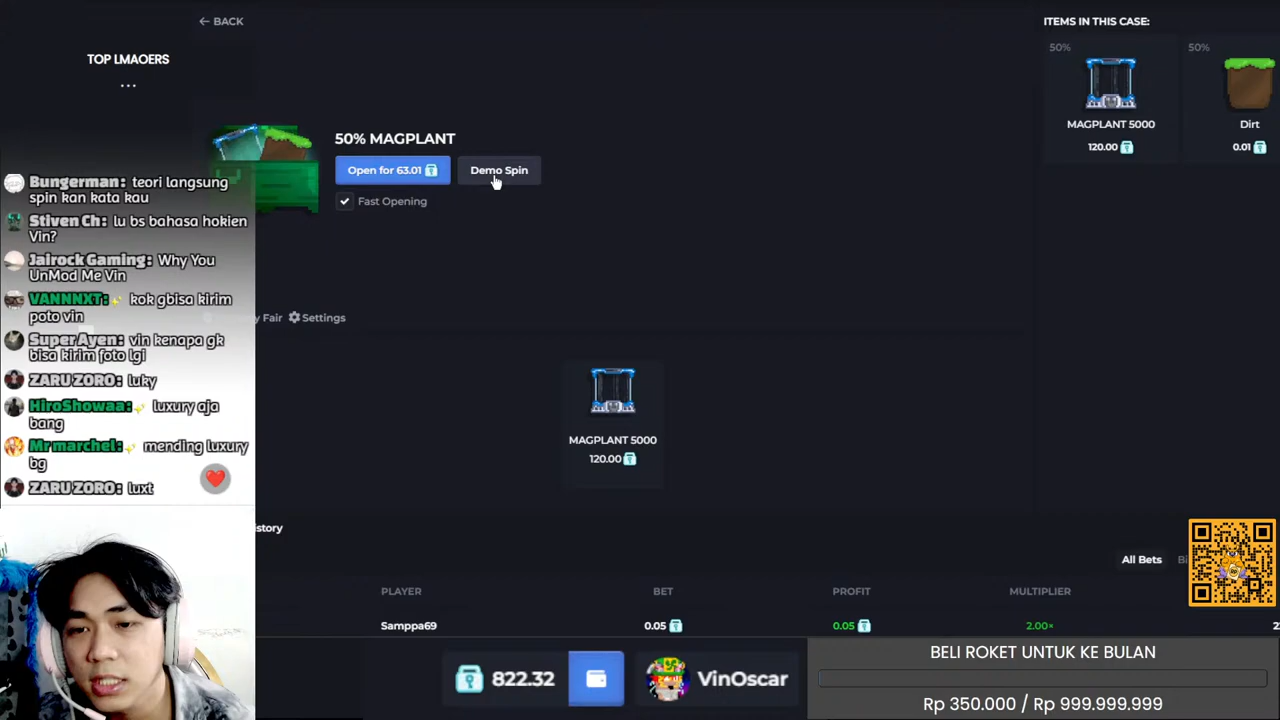 BACK
ITEMS IN THIS CASE:
TOP LMAOERS
...
50%
MAGPLANT 5000
120.00
50%
Dirt
0.01
50% MAGPLANT
Open for 63.01
Demo Spin
Fast Opening
Bungerman: teori langsung
spin kan kata kau
Stiven Ch: lu bs bahasa hokien
Vin?
Jairock Gaming: Why You
UnMod Me Vin
VANNNXT: kok gbisa kirim
poto vin
Super Ayen: vin kenapa gk
bisa kirim foto lgi
ZARU ZORO: luky
HiroShowaa: luxury aja
bang
Mr marchel: mending luxury
bg
ZARU ZORO: luxt
y Fair
Settings
MAGPLANT 5000
120.00
istory
All Bets
Bi
PLAYER
BET
PROFIT
MULTIPLIER
Samppa69
0.05
0.05
2.00×
822.32
VinOscar
BELI ROKET UNTUK KE BULAN
Rp 350.000 / Rp 999.999.999